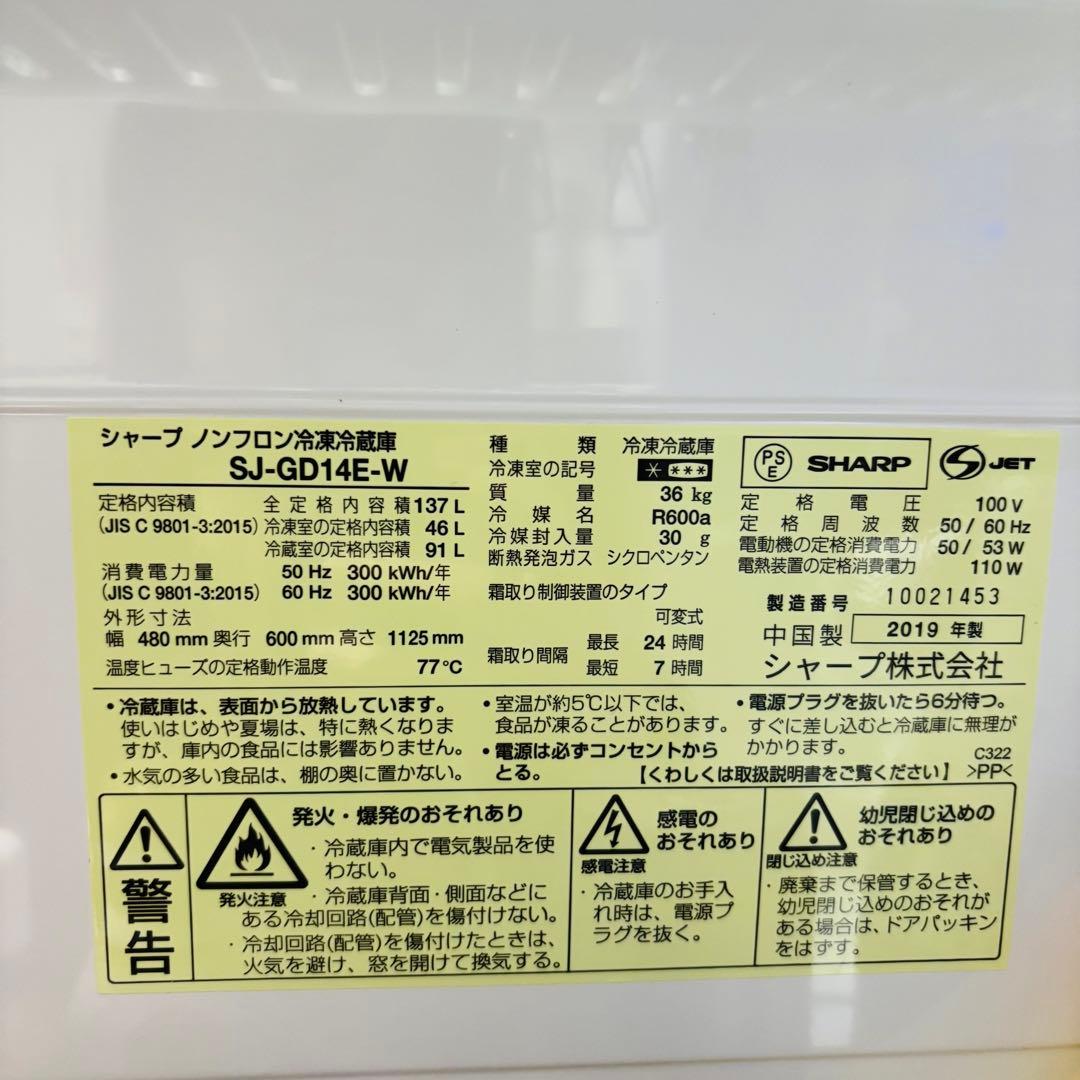 シャープ ノンフロン冷凍冷蔵庫
SJ-GD14E-W
定格内容積 全定格内容積 137 L
(JIS C 9801-3:2015) 冷凍室の定格内容積 46 L
冷蔵室の定格内容積 91 L
消費電力量 50 Hz 300 kWh/年
(JIS C 9801-3:2015) 60 Hz 300 kWh/年
外形寸法
幅 480 mm 奥行 600 mm 高さ 1125 mm
温度ヒューズの定格動作温度 77℃
種類 冷凍冷蔵庫
冷凍室の記号 * ***
質量 36 kg
冷媒名 R600a
冷媒封入量 30 g
断熱発泡ガス シクロペンタン
霜取り制御装置のタイプ
可変式
霜取り間隔 最長 24 時間
最短 7 時間
PSE SHARP S JET
定格電圧 100 V
定格周波数 50 / 60 Hz
電動機の定格消費電力 50 / 53 W
電熱装置の定格消費電力 110 W
製造番号 10021453
中国製 2019 年製
シャープ株式会社
・冷蔵庫は、表面から放熱しています。
使いはじめや夏場は、特に熱くなりま
すが、庫内の食品には影響ありません。
・水気の多い食品は、棚の奥に置かない。
・室温が約5℃以下では、
食品が凍ることがあります。
・電源は必ずコンセントから
とる。
・電源プラグを抜いたら6分待つ。
すぐに差し込むと冷蔵庫に無理が
かかります。
【くわしくは取扱説明書をご覧ください】
C322
>PP<
警告
発火・爆発のおそれあり
発火注意
・冷蔵庫内で電気製品を使
わない。
・冷蔵庫背面・側面などに
ある冷却回路(配管)を傷付けない。
・冷却回路(配管)を傷付けたときは、
火気を避け、窓を開けて換気する。
感電の
おそれあり
感電注意
・冷蔵庫のお手入
れ時は、電源プ
ラグを抜く。
幼児閉じ込めの
おそれあり
閉じ込め注意
・廃棄まで保管するとき、
幼児閉じ込めのおそれが
ある場合は、ドアパッキン
をはずす。